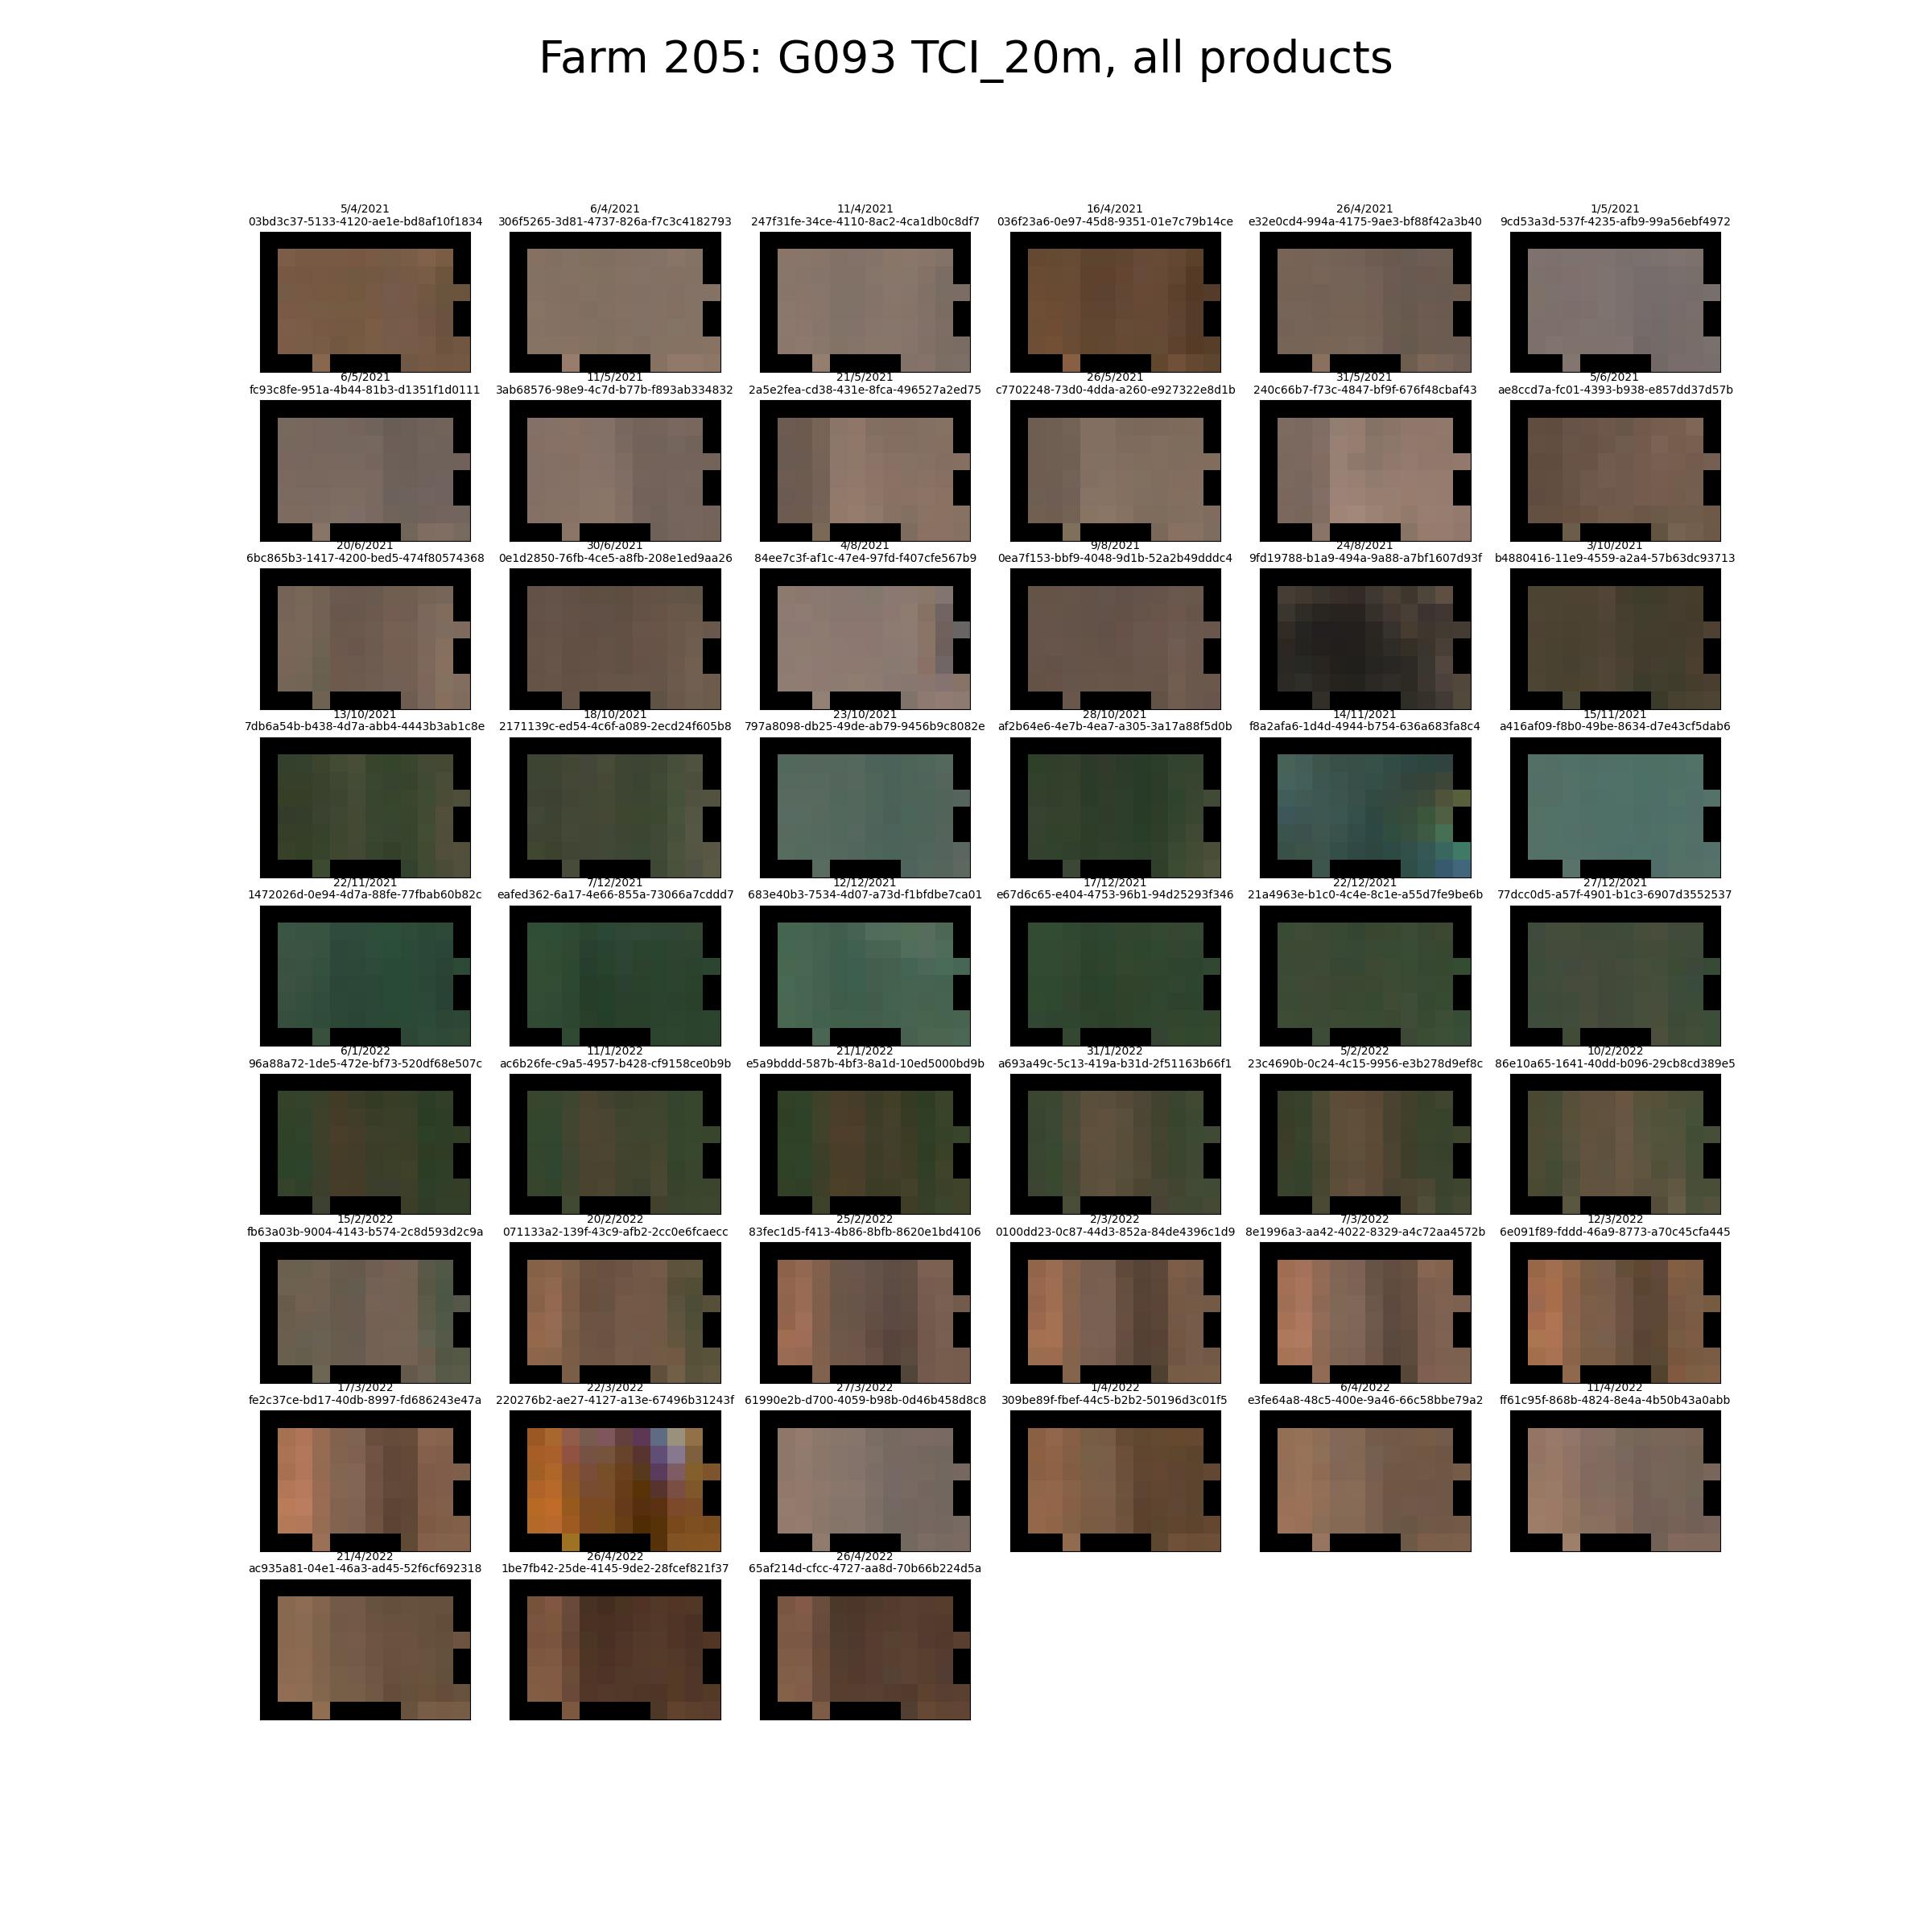 Farm 205: G093 TCI_20m, all products
5/4/2021 6/4/2021 11/4/2021 16/4/2021 26/4/2021 1/5/2021
03bd3c37-5133-4120-ae1e-bd8af10f1834 306f5265-3d81-4737-826a-f7c3c4182793 247f31fe-34ce-4110-8ac2-4ca1db0c8df7 036f23a6-0e97-45d8-9351-01e7c79b14ce e32e0cd4-994a-4175-9ae3-bf88f42a3b40 9cd53a3d-537f-4235-afb9-99a56ebf4972
6/5/2021 11/5/2021 21/5/2021 26/5/2021 31/5/2021 5/6/2021
fc93c8fe-951a-4b44-81b3-d1351f1d0111 3ab68576-98e9-4c7d-b77b-f893ab334832 2a5e2fea-cd38-431e-8fca-496527a2ed75 c7702248-73d0-4dda-a260-e927322e8d1b 240c66b7-f73c-4847-bf9f-676f48cbaf43 ae8ccd7a-fc01-4393-b938-e857dd37d57b
20/6/2021 30/6/2021 4/8/2021 9/8/2021 24/8/2021 3/10/2021
6bc865b3-1417-4200-bed5-474f80574368 0e1d2850-76fb-4ce5-a8fb-208e1ed9aa26 84ee7c3f-af1c-47e4-97fd-f407cfe567b9 0ea7f153-bbf9-4048-9d1b-52a2b49dddc4 9fd19788-b1a9-494a-9a88-a7bf1607d93f b4880416-11e9-4559-a2a4-57b63dc93713
13/10/2021 18/10/2021 23/10/2021 28/10/2021 14/11/2021 15/11/2021
7db6a54b-b438-4d7a-abb4-4443b3ab1c8e 2171139c-ed54-4c6f-a089-2ecd24f605b8 797a8098-db25-49de-ab79-9456b9c8082e af2b64e6-4e7b-4ea7-a305-3a17a88f5d0b f8a2afa6-1d4d-4944-b754-636a683fa8c4 a416af09-f8b0-49be-8634-d7e43cf5dab6
22/11/2021 7/12/2021 12/12/2021 17/12/2021 22/12/2021 27/12/2021
1472026d-0e94-4d7a-88fe-77fbab60b82c eafed362-6a17-4e66-855a-73066a7cddd7 683e40b3-7534-4d07-a73d-f1bfdbe7ca01 e67d6c65-e404-4753-96b1-94d25293f346 21a4963e-b1c0-4c4e-8c1e-a55d7fe9be6b 77dcc0d5-a57f-4901-b1c3-6907d3552537
6/1/2022 11/1/2022 21/1/2022 31/1/2022 5/2/2022 10/2/2022
96a88a72-1de5-472e-bf73-520df68e507c ac6b26fe-c9a5-4957-b428-cf9158ce0b9b e5a9bddd-587b-4bf3-8a1d-10ed5000bd9b a693a49c-5c13-419a-b31d-2f51163b66f1 23c4690b-0c24-4c15-9956-e3b278d9ef8c 86e10a65-1641-40dd-b096-29cb8cd389e5
15/2/2022 20/2/2022 25/2/2022 2/3/2022 7/3/2022 12/3/2022
fb63a03b-9004-4143-b574-2c8d593d2c9a 071133a2-139f-43c9-afb2-2cc0e6fcaecc 83fec1d5-f413-4b86-8bfb-8620e1bd4106 0100dd23-0c87-44d3-852a-84de4396c1d9 8e1996a3-aa42-4022-8329-a4c72aa4572b 6e091f89-fddd-46a9-8773-a70c45cfa445
17/3/2022 22/3/2022 27/3/2022 1/4/2022 6/4/2022 11/4/2022
fe2c37ce-bd17-40db-8997-fd686243e47a 220276b2-ae27-4127-a13e-67496b31243f 61990e2b-d700-4059-b98b-0d46b458d8c8 309be89f-fbef-44c5-b2b2-50196d3c01f5 e3fe64a8-48c5-400e-9a46-66c58bbe79a2 ff61c95f-868b-4824-8e4a-4b50b43a0abb
21/4/2022 26/4/2022 26/4/2022
ac935a81-04e1-46a3-ad45-52f6cf692318 1be7fb42-25de-4145-9de2-28fcef821f37 65af214d-cfcc-4727-aa8d-70b66b224d5a